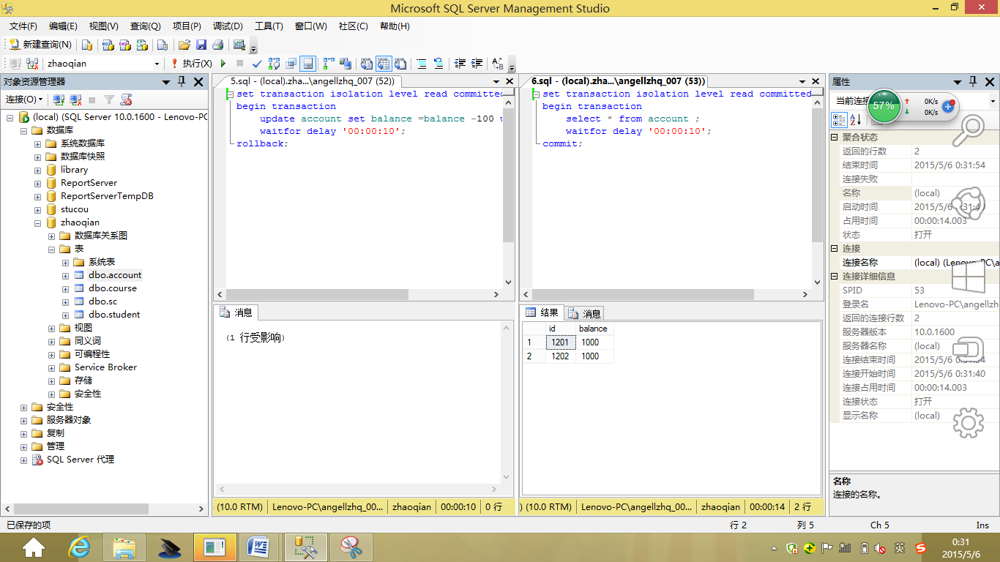 Microsoft SQL Server Management Studio
文件(F) 编辑(E) 视图(V) 查询(Q) 项目(P) 调试(D) 工具(T) 窗口(W) 社区(C) 帮助(H)
新建查询(N)
zhaoqian 执行(X)
对象资源管理器
连接(O)
(local) (SQL Server 10.0.1600 - Lenovo-PC
数据库
系统数据库
数据库快照
library
ReportServer
ReportServerTempDB
stucou
zhaoqian
数据库关系图
表
系统表
dbo.account
dbo.course
dbo.sc
dbo.student
视图
同义词
可编程性
Service Broker
存储
安全性
安全性
服务器对象
复制
管理
SQL Server 代理
5.sql - (local).zha...\angellzhq_007 (52))
set transaction isolation level read committed
begin transaction
update account set balance =balance -100 w
waitfor delay '00:00:10';
rollback;
消息
(1 行受影响)
(10.0 RTM) Lenovo-PC\angellzhq_00... zhaoqian 00:00:10 0 行
6.sql - (local).zha...\angellzhq_007 (53))
set transaction isolation level read committed
begin transaction
select * from account ;
waitfor delay '00:00:10';
commit;
结果 消息
id balance
1 1201 1000
2 1202 1000
) (10.0 RTM) Lenovo-PC\angellzhq_00... zhaoqian 00:00:14 2 行
属性
当前连接
57% 0K/s
0K/s
聚合状态
返回的行数 2
结束时间 2015/5/6 0:31:54
连接失败
名称 (local)
启动时间 2015/5/6 0:31:40
占用时间 00:00:14.003
状态 打开
连接
连接名称 (local) (Lenovo-PC\a
连接详细信息
SPID 53
登录名 Lenovo-PC\angellzh
返回的连接行数 2
服务器版本 10.0.1600
服务器名称 (local)
连接结束时间 2015/5/6 0:31:54
连接开始时间 2015/5/6 0:31:40
连接占用时间 00:00:14.003
连接状态 打开
显示名称 (local)
名称
连接的名称。
已保存的项 行 2 列 5 Ch 5 Ins
英 0:31
2015/5/6